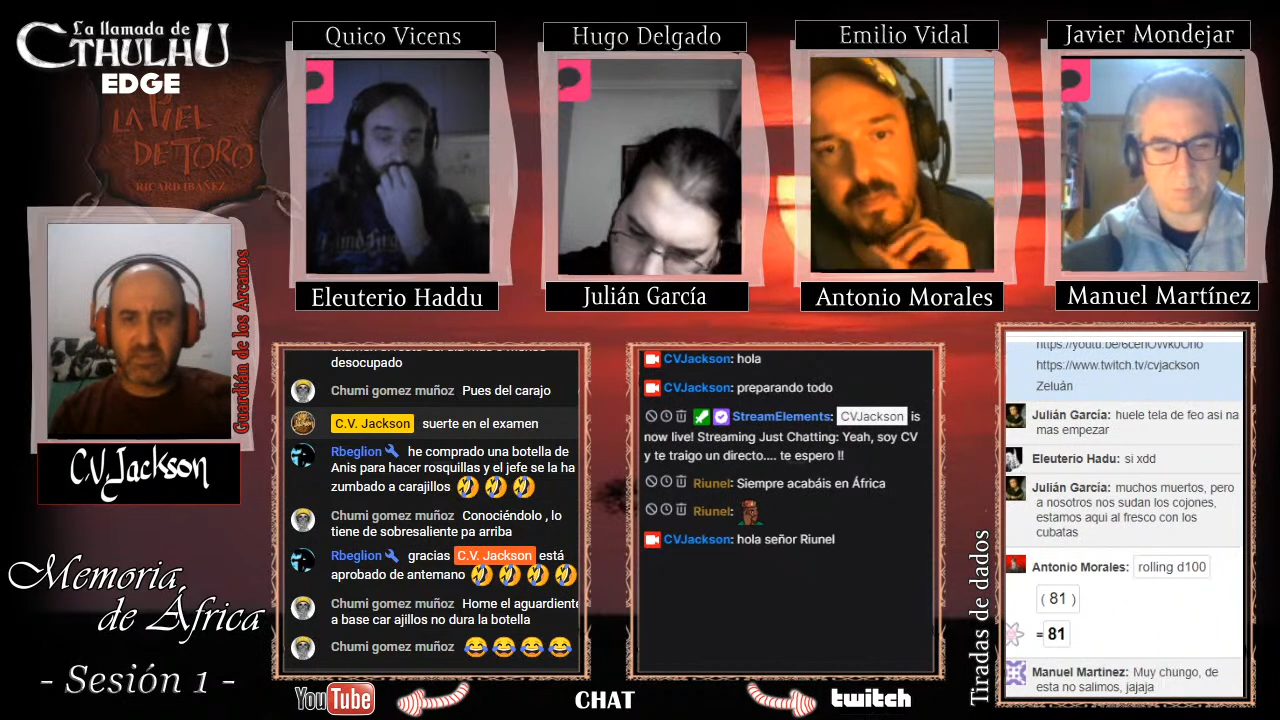 La llamada de
CTHULHU
EDGE
LA PIEL
DE TORO
RICARD IBÁÑEZ
Guardián de los Arcanos
C.V. Jackson
Memoria
de África
- Sesión 1 -
Quico Vicens
Hugo Delgado
Emilio Vidal
Javier Mondejar
Eleuterio Haddu
Julián García
Antonio Morales
Manuel Martínez
desocupado
Chumi gomez muñoz Pues del carajo
C.V. Jackson suerte en el examen
Rbeglion he comprado una botella de
Anis para hacer rosquillas y el jefe se la ha
zumbado a carajillos 🤣 🤣 🤣
Chumi gomez muñoz Conociéndolo , lo
tiende sobresaliente pa arriba
Rbeglion gracias C.V. Jackson está
aprobado de antemano 🤣 🤣 🤣 🤣
Chumi gomez muñoz Home el aguardiente
a base car ajillos no dura la botella
Chumi gomez muñoz 😂 😂 😂 😂
CVJackson: hola
CVJackson: preparando todo
StreamElements: CVJackson is
now live! Streaming Just Chatting: Yeah, soy CV
y te traigo un directo.... te espero !!
Riunel: Siempre acabáis en África
Riunel:
CVJackson: hola señor Riunel
Tiradas de dados
https://www.twitch.tv/cvjackson
Zeluán
Julián García: huele tela de feo asi na
mas empezar
Eleuterio Hadu: si xdd
Julián García: muchos muertos, pero
a nosotros nos sudan los cojones,
estamos aqui al fresco con los
cubatas
Antonio Morales: rolling d100
( 81 )
= 81
Manuel Martinez: Muy chungo, de
esta no salimos, jajaja
YouTube
CHAT
twitch